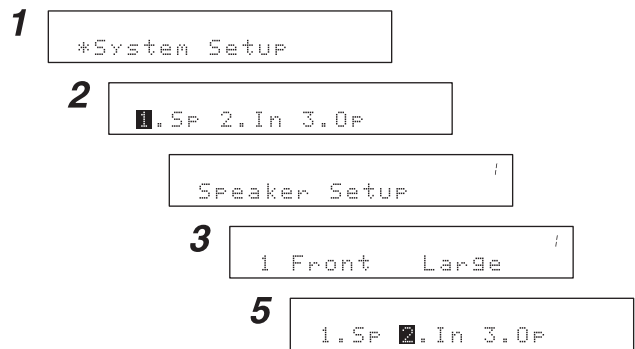 1
*System Setup
2
1.Sp 2.In 3.Op
1
Speaker Setup
3
1
1 Front Large
5
1.Sp 2.In 3.Op